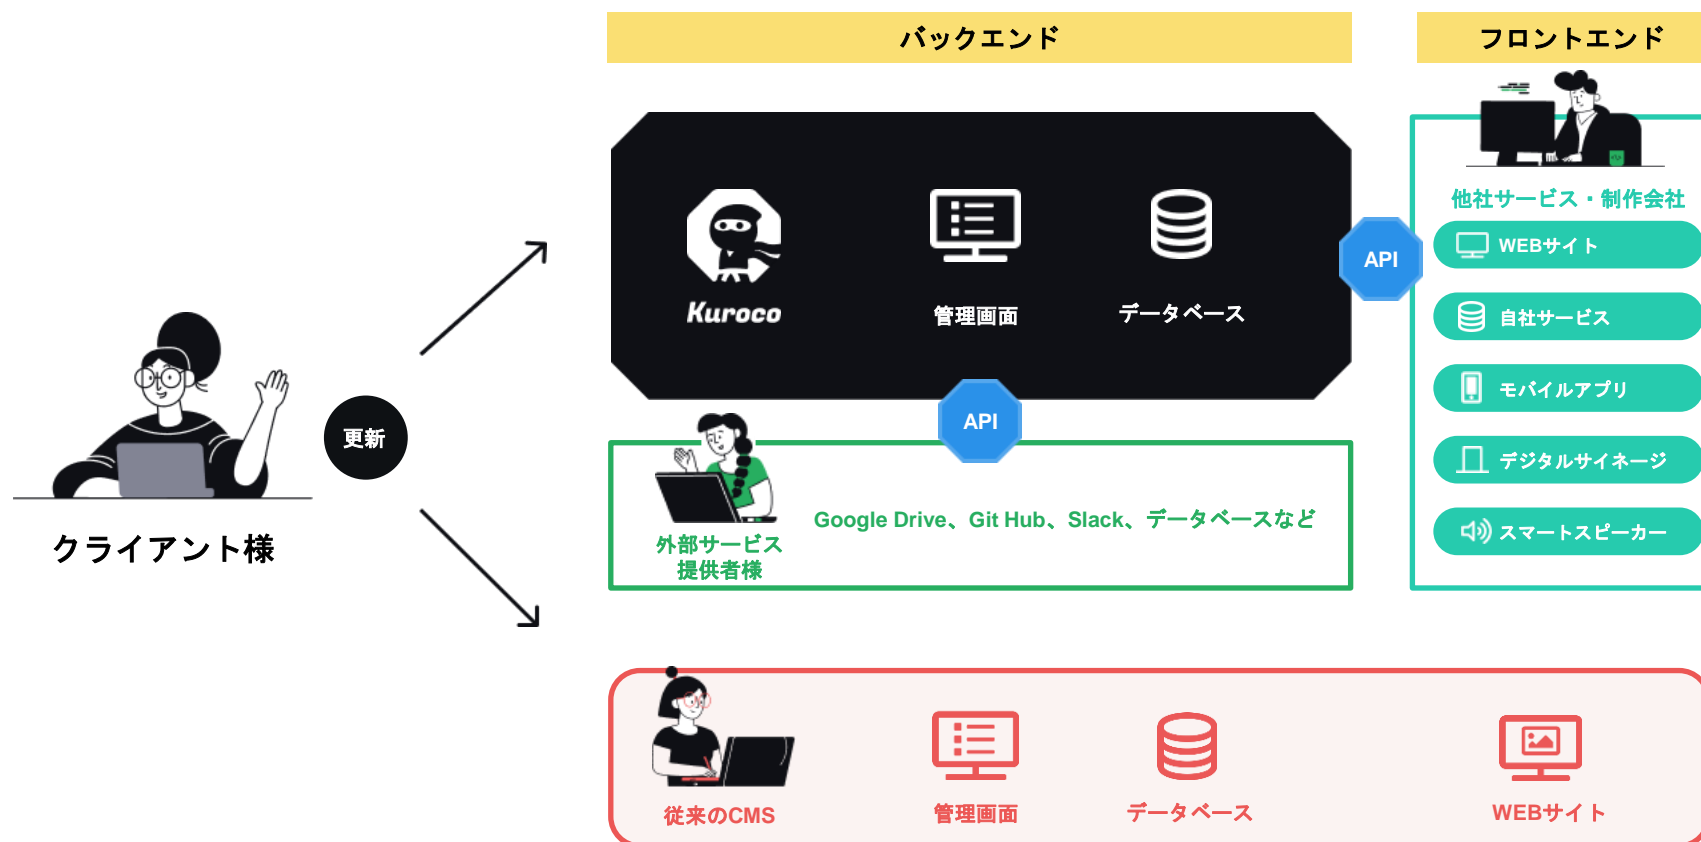 バックエンド
フロントエンド
Kuroco
管理画面
データベース
API
API
他社サービス・制作会社
WEBサイト
自社サービス
モバイルアプリ
デジタルサイネージ
スマートスピーカー
更新
クライアント様
外部サービス
提供者様
Google Drive、Git Hub、Slack、データベースなど
従来のCMS
管理画面
データベース
WEBサイト